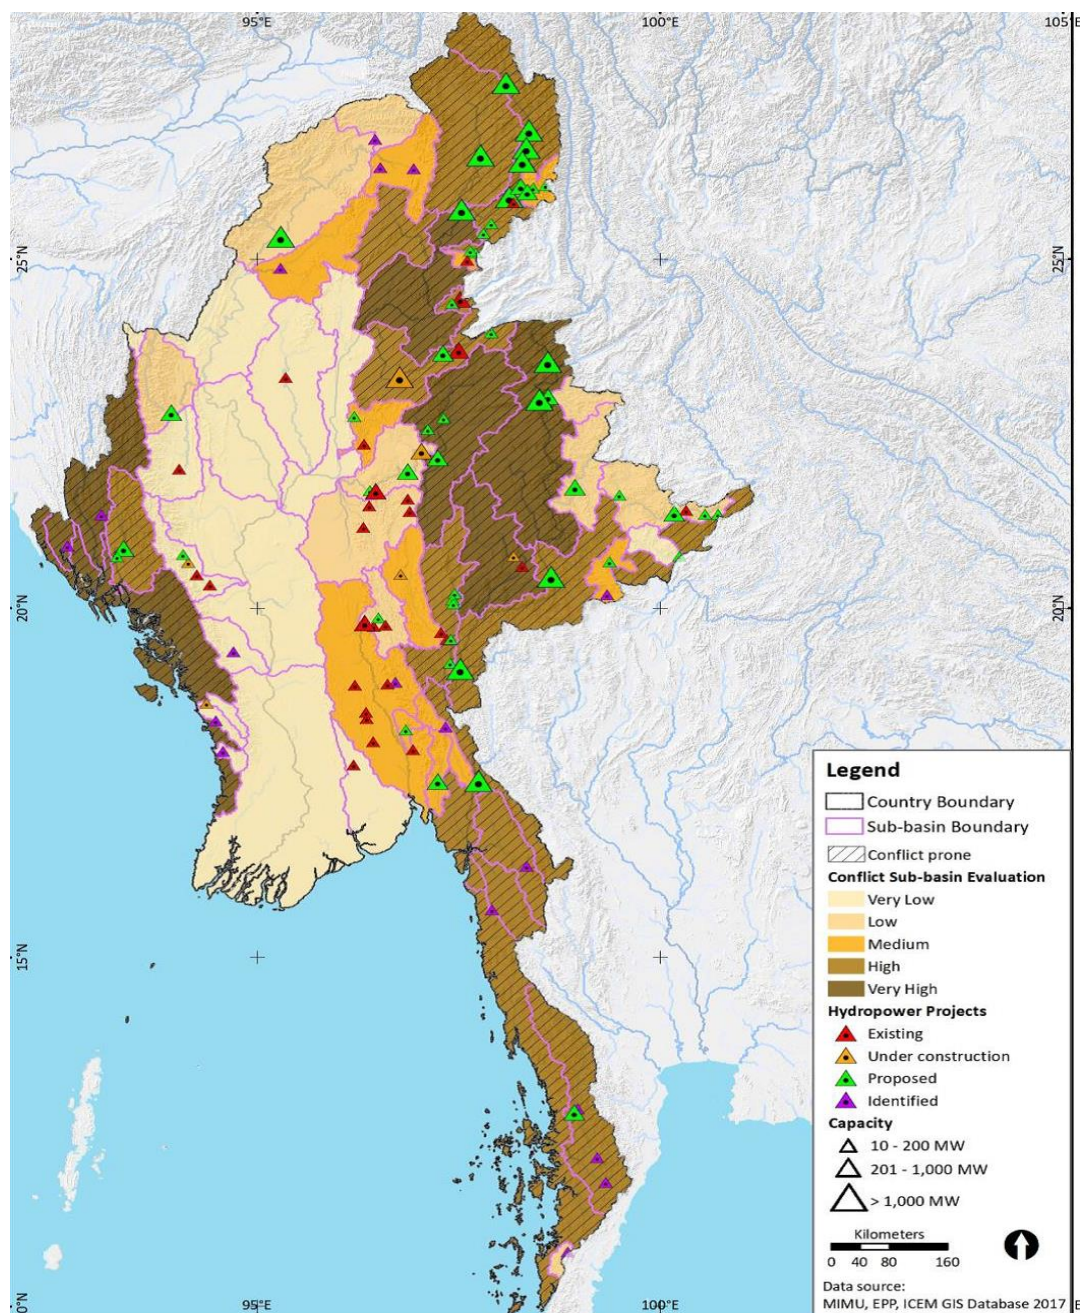 95°E
100°E
105°E
25°N
25°N
20°N
20°N
15°N
10°N
95°E
100°E
Legend
Country Boundary
Sub-basin Boundary
Conflict prone
Conflict Sub-basin Evaluation
Very Low
Low
Medium
High
Very High
Hydropower Projects
Existing
Under construction
Proposed
Identified
Capacity
10 - 200 MW
201 - 1,000 MW
> 1,000 MW
Kilometers
0 40 80 160
Data source:
MIMU, EPP, ICEM GIS Database 2017